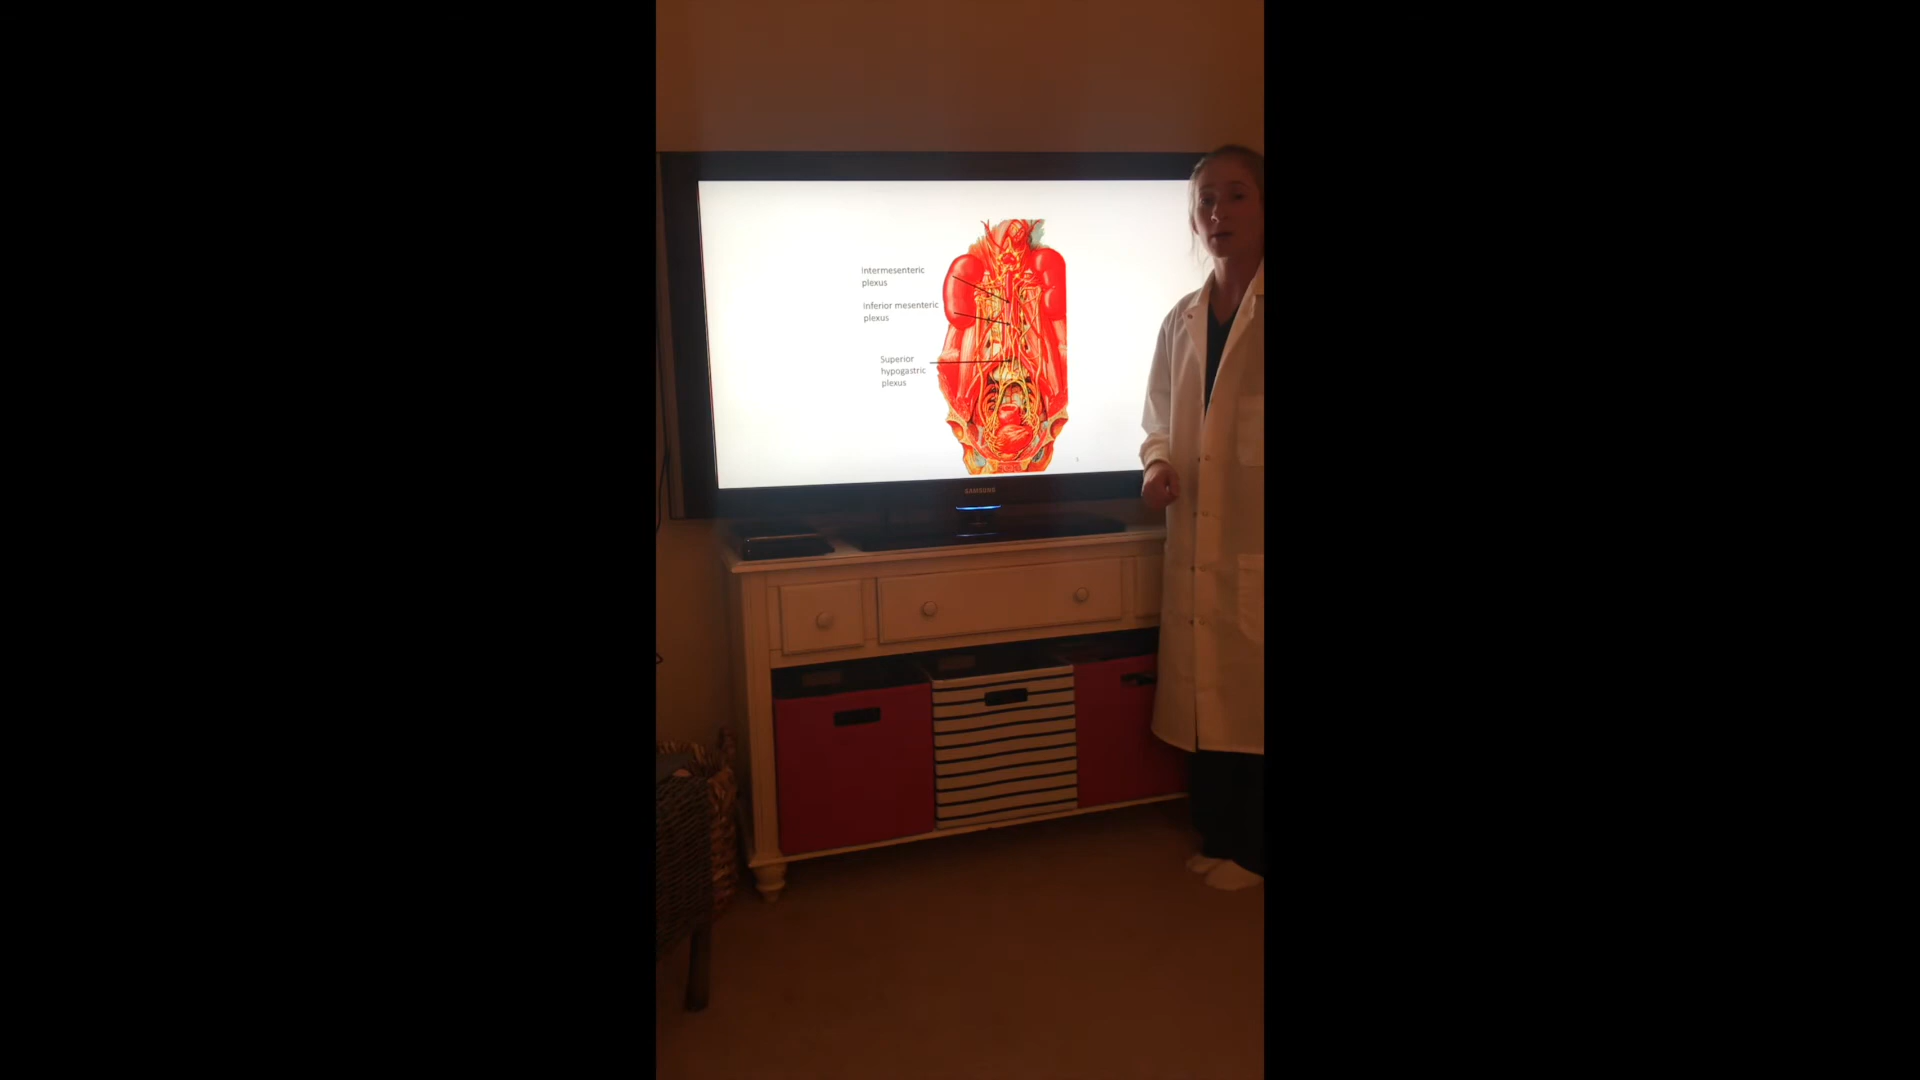 Intermesenteric
plexus
Inferior mesenteric
plexus
Superior
hypogastric
plexus
SAMSUNG